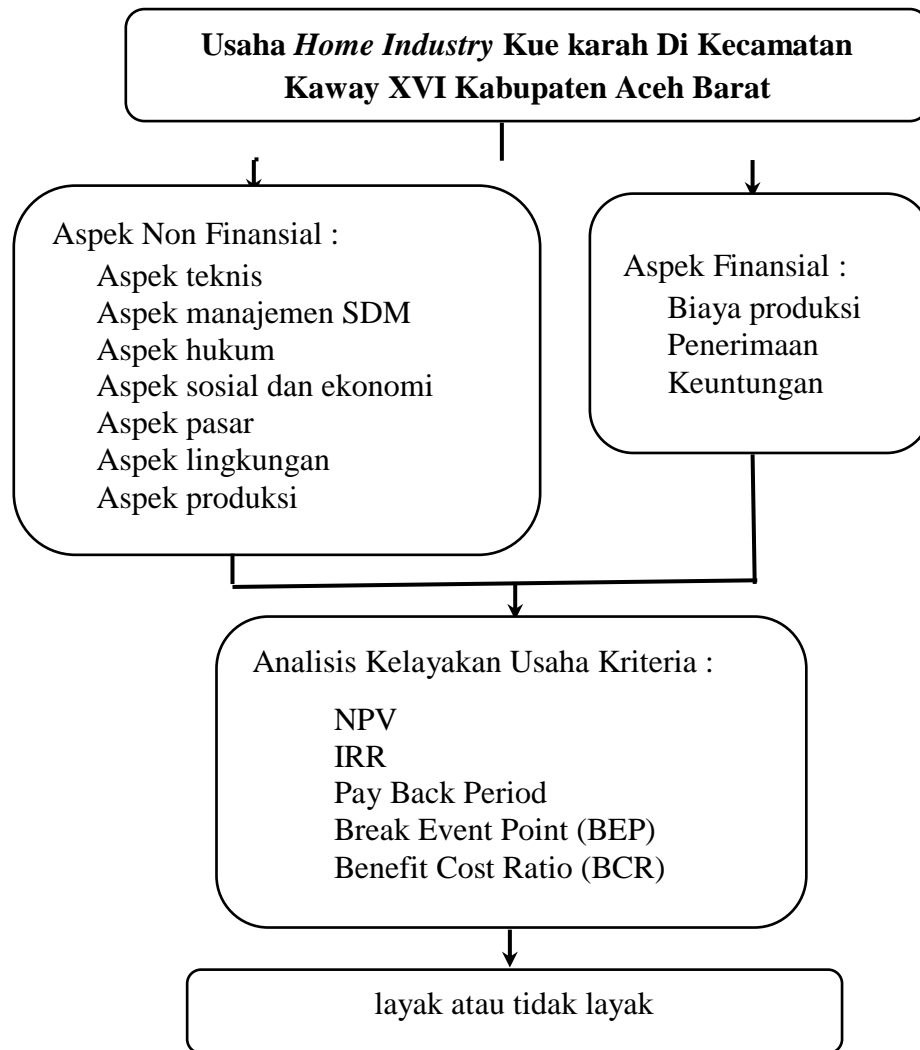 Usaha Home Industry Kue karah Di Kecamatan
Kaway XVI Kabupaten Aceh Barat
Aspek Non Finansial :
Aspek teknis
Aspek manajemen SDM
Aspek hukum
Aspek sosial dan ekonomi
Aspek pasar
Aspek lingkungan
Aspek produksi
Aspek Finansial :
Biaya produksi
Penerimaan
Keuntungan
Analisis Kelayakan Usaha Kriteria :
NPV
IRR
Pay Back Period
Break Event Point (BEP)
Benefit Cost Ratio (BCR)
layak atau tidak layak